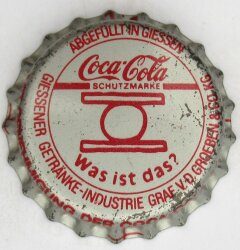 ABGEFÜLLT IN GIESSEN
Coca-Cola
SCHUTZMARKE
Was ist das?
GIESSENER GETRÄNKE-INDUSTRIE GRAF V.D. GROEBEN & CO KG